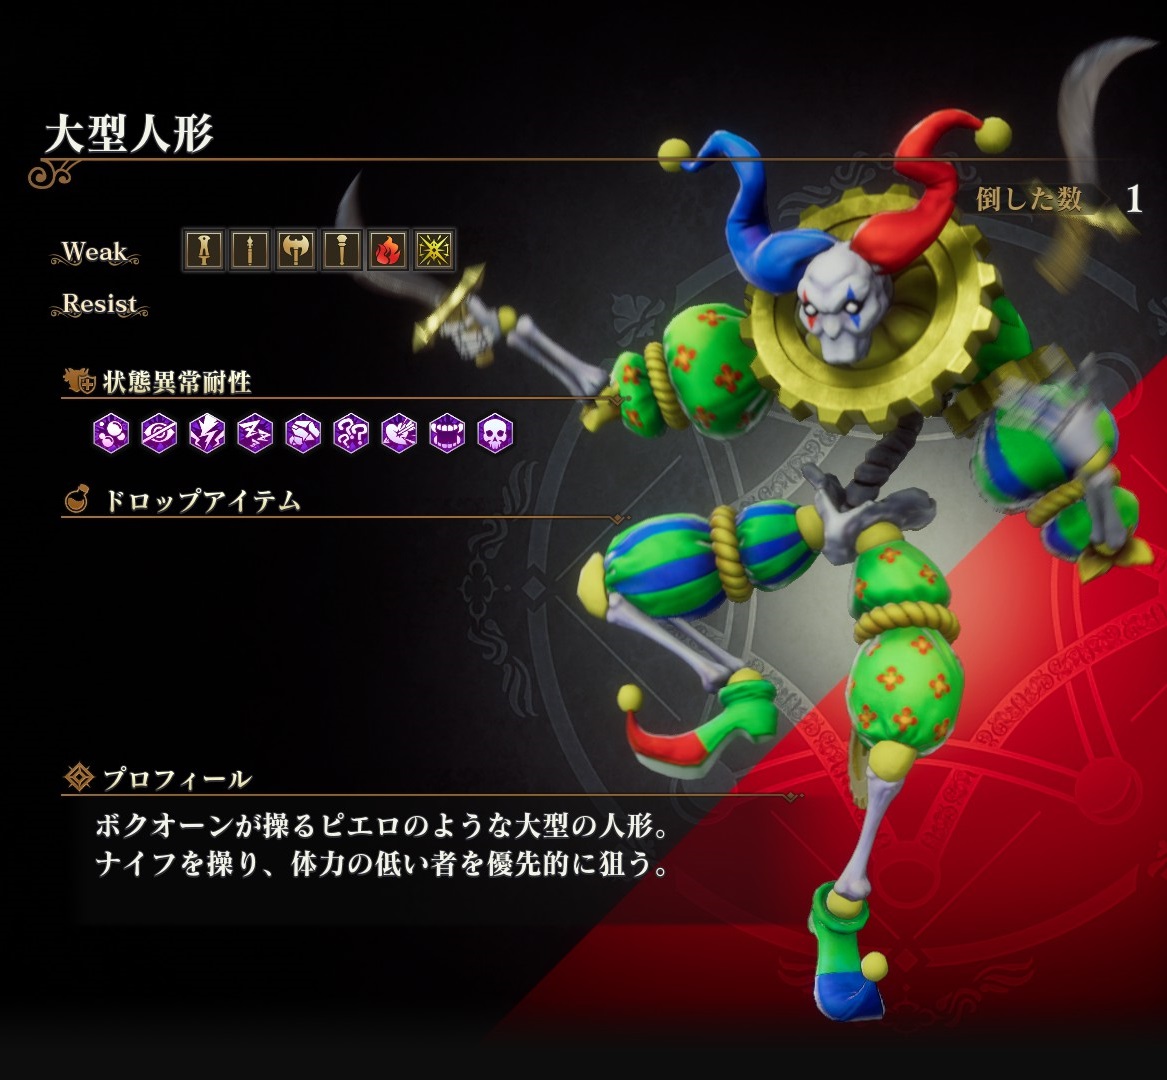 大型人形
倒した数 1
Weak
Resist
状態異常耐性
ドロップアイテム
プロフィール
ボクオーンが操るピエロのような大型の人形。
ナイフを操り、体力の低い者を優先的に狙う。